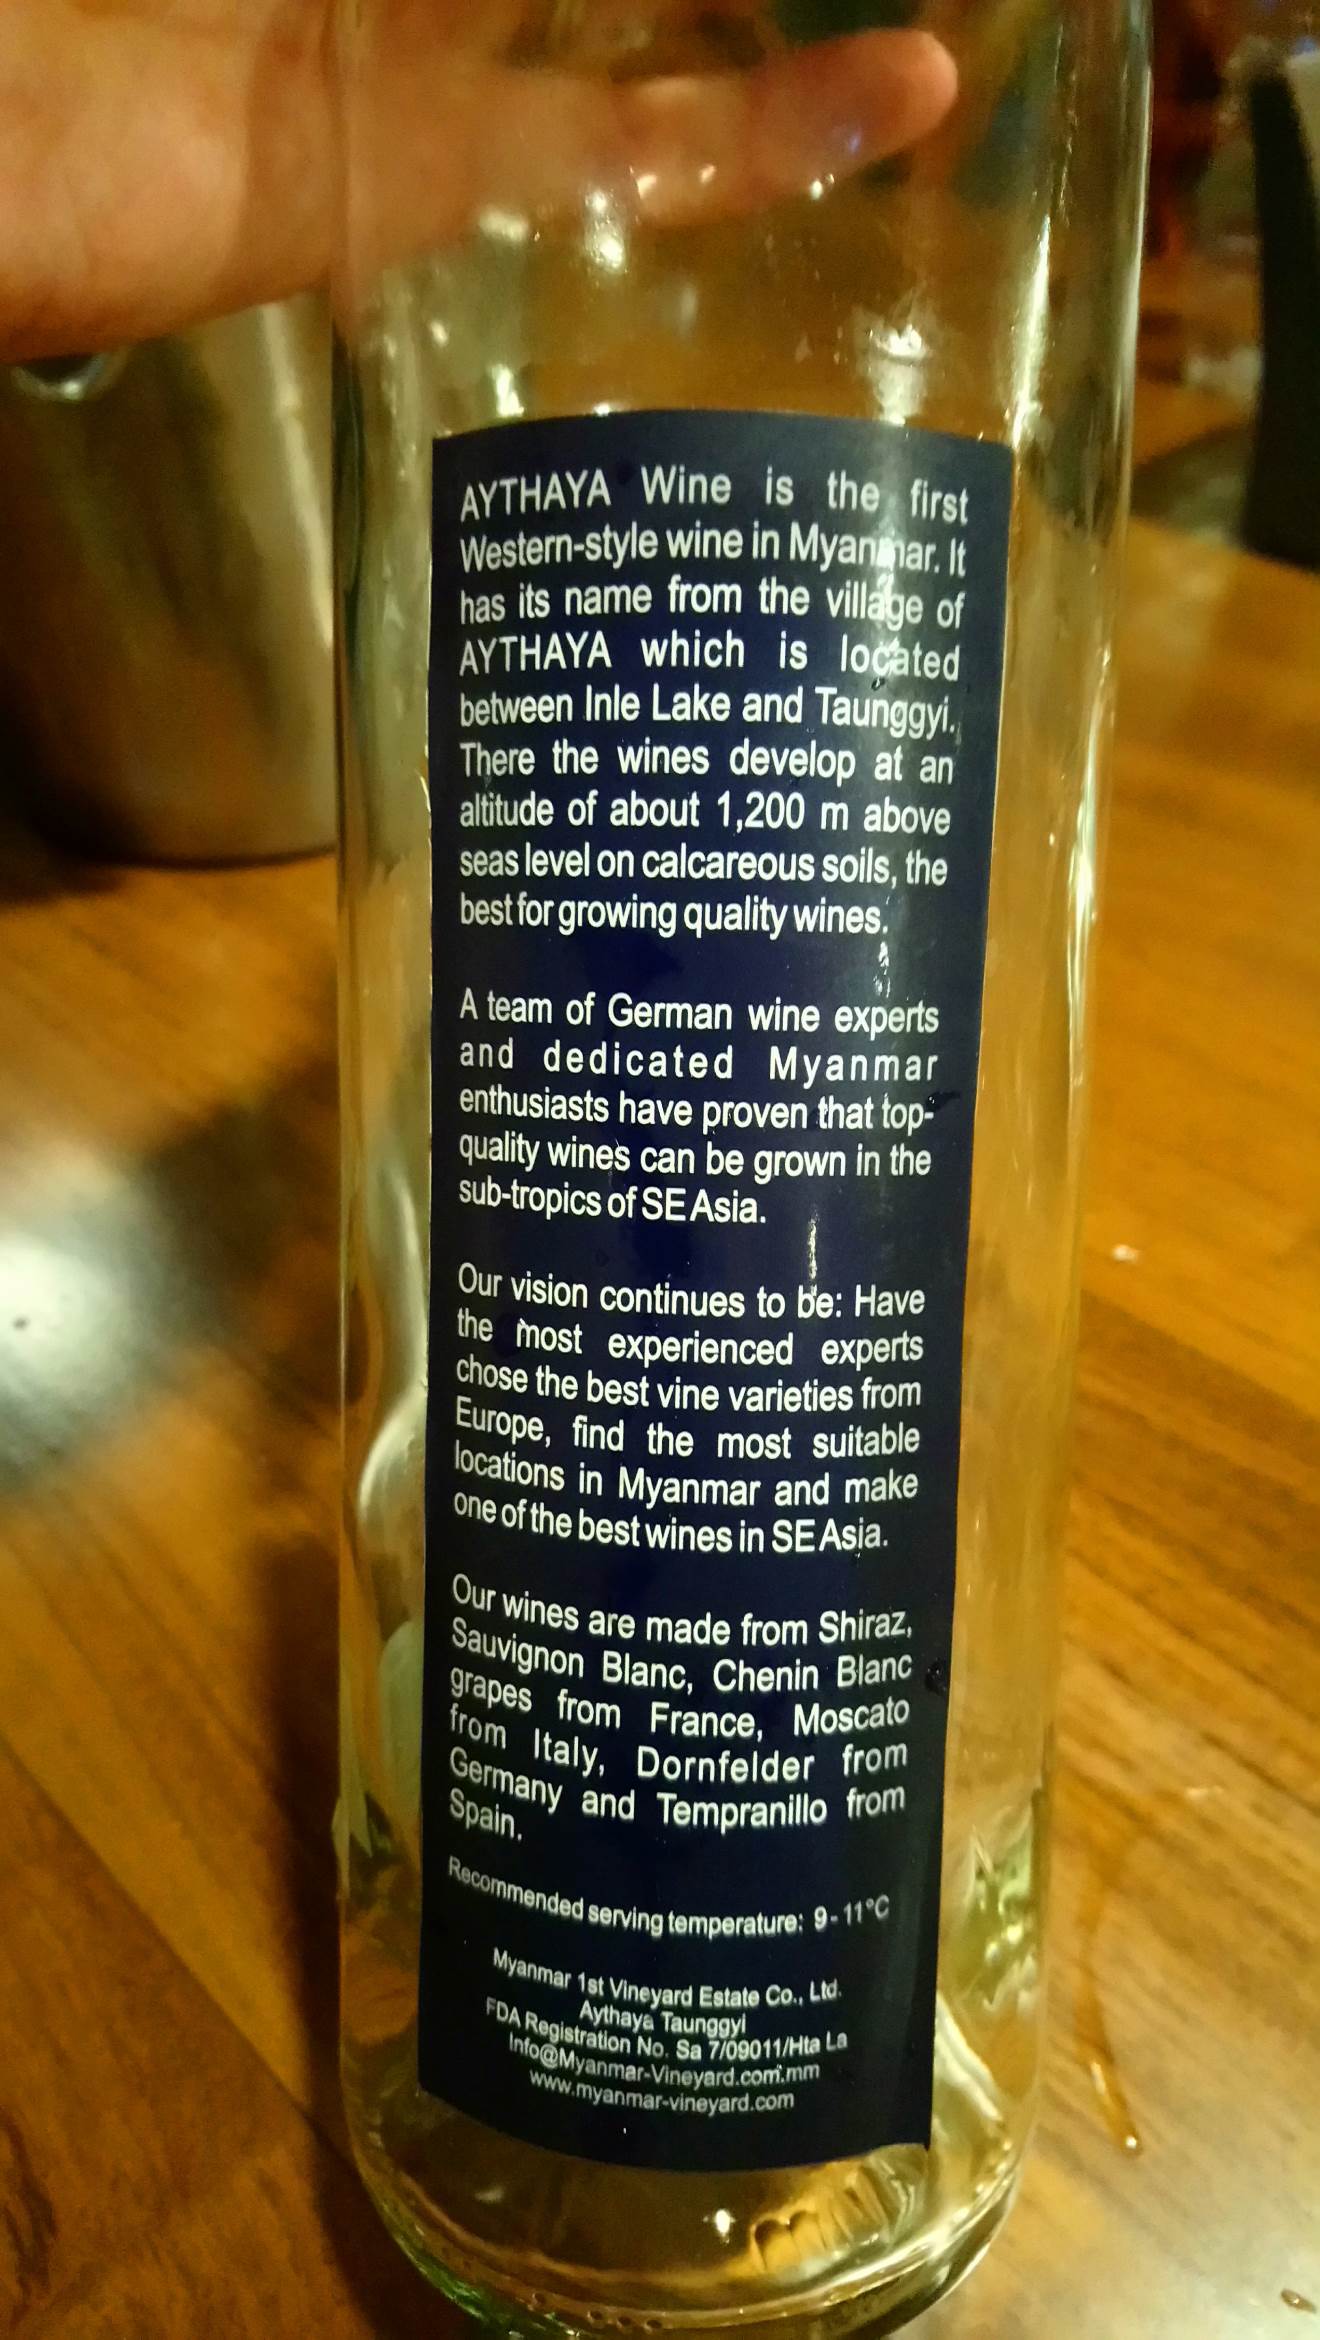 AYTHAYA Wine is the first
Western-style wine in Myanmar. It
has its name from the village of
AYTHAYA which is located
between Inle Lake and Taunggyi.
There the wines develop at an
altitude of about 1,200 m above
seas level on calcareous soils, the
best for growing quality wines.
A team of German wine experts
and dedicated Myanmar
enthusiasts have proven that top-
quality wines can be grown in the
sub-tropics of SE Asia.
Our vision continues to be: Have
the most experienced experts
chose the best vine varieties from
Europe, find the most suitable
locations in Myanmar and make
one of the best wines in SE Asia.
Our wines are made from Shiraz,
Sauvignon Blanc, Chenin Blanc
grapes from France, Moscato
from Italy, Dornfelder from
Germany and Tempranillo from
Spain.
Recommended serving temperature: 9 - 11°C
Myanmar 1st Vineyard Estate Co., Ltd.
Aythaya Taunggyi
FDA Registration No. Sa 7/09011/Hta La
Info@Myanmar-Vineyard.com.mm
www.myanmar-vineyard.com